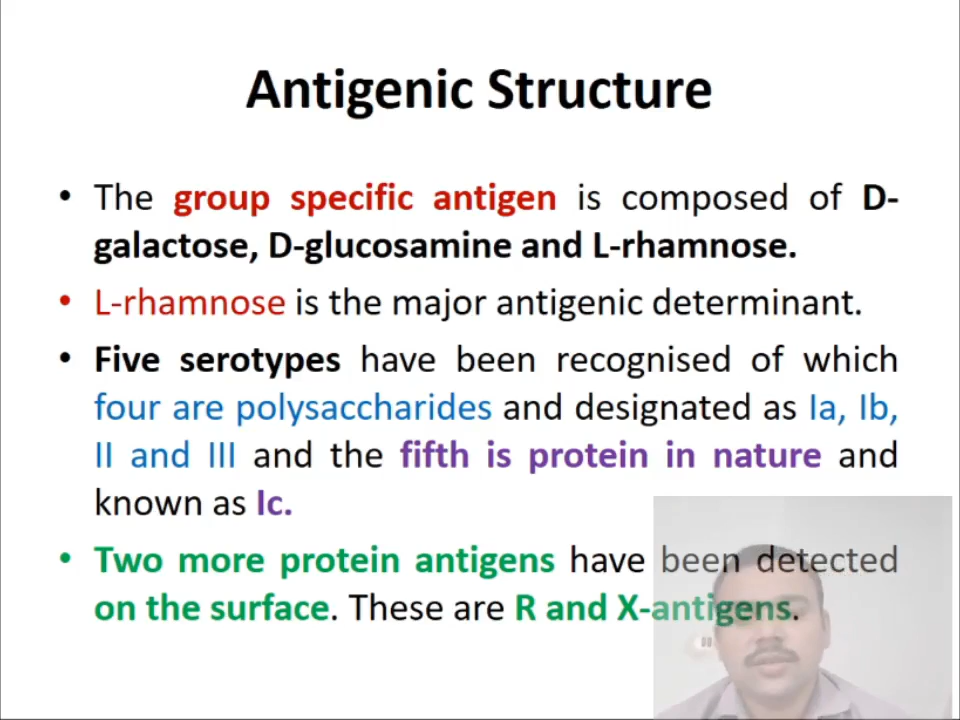 Antigenic Structure
• The group specific antigen is composed of D-
galactose, D-glucosamine and L-rhamnose.
• L-rhamnose is the major antigenic determinant.
• Five serotypes have been recognised of which
four are polysaccharides and designated as Ia, Ib,
II and III and the fifth is protein in nature and
known as Ic.
• Two more protein antigens have been detected
on the surface. These are R and X-antigens.